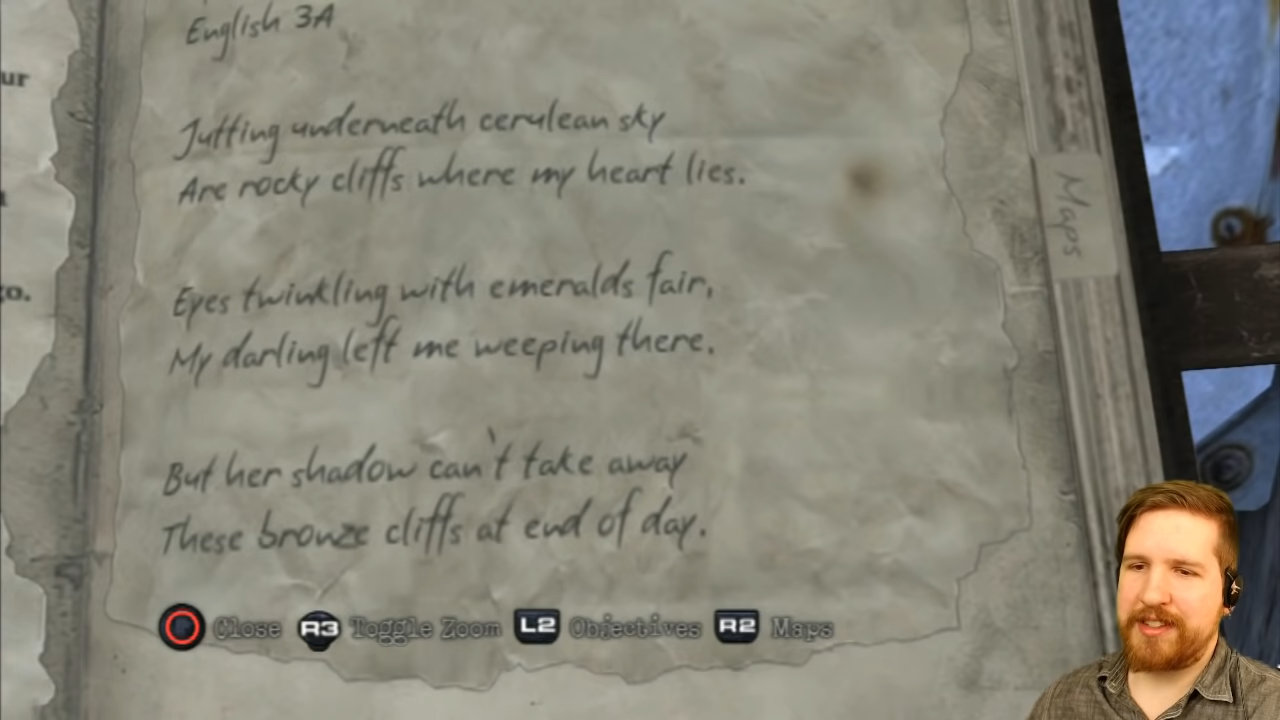 English 3A
ur
Jutting underneath cerulean sky
Are rocky cliffs where my heart lies.
Maps
Eyes twinkling with emeralds fair,
go.
My darling left me weeping there.
But her shadow can't take away
These bronze cliffs at end of day.
Close R3 Toggle Zoom L2 Objectives R2 Maps